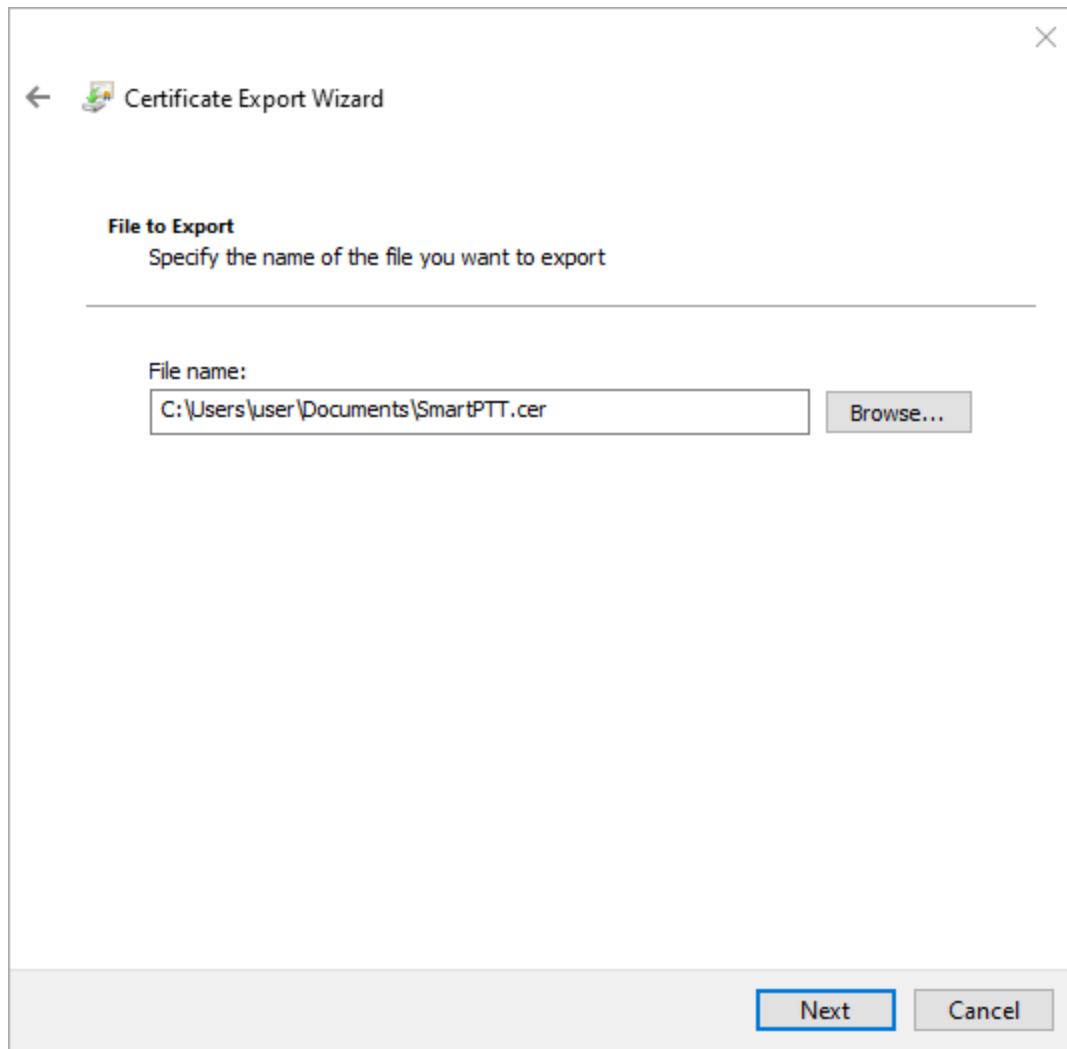 Certificate Export Wizard
File to Export
Specify the name of the file you want to export
File name:
C:\Users\user\Documents\SmartPTT.cer
Browse...
Next
Cancel